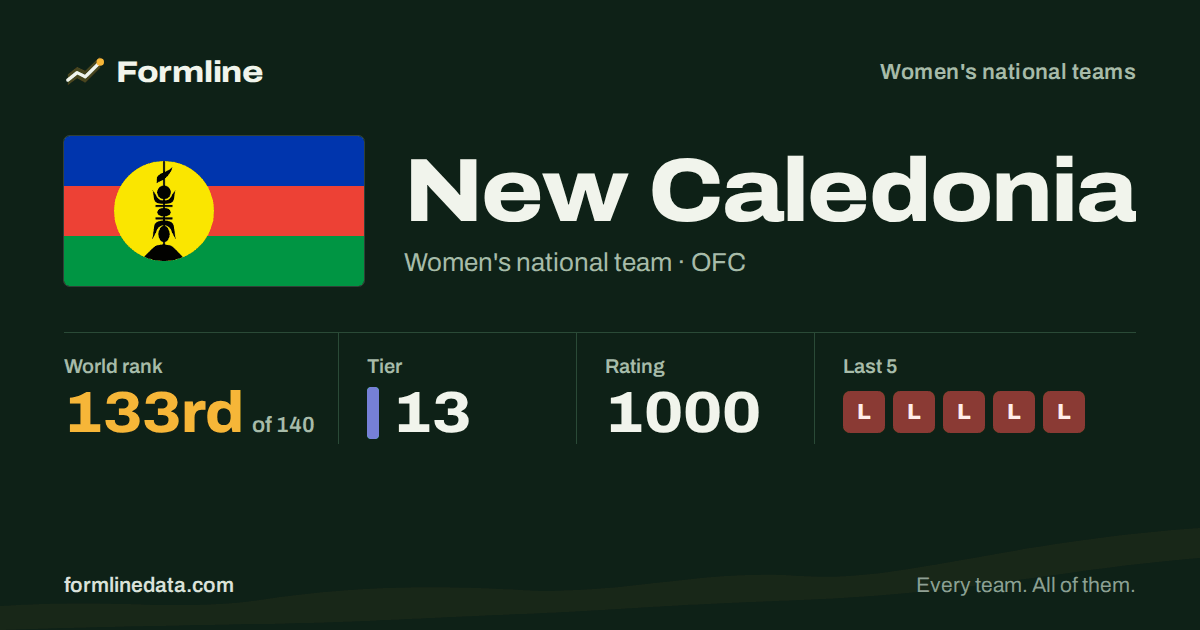 Formline
Women's national teams
New Caledonia
Women's national team · OFC
World rank
133rd of 140
Tier
13
Rating
1000
Last 5
L L L L L
formlinedata.com
Every team. All of them.